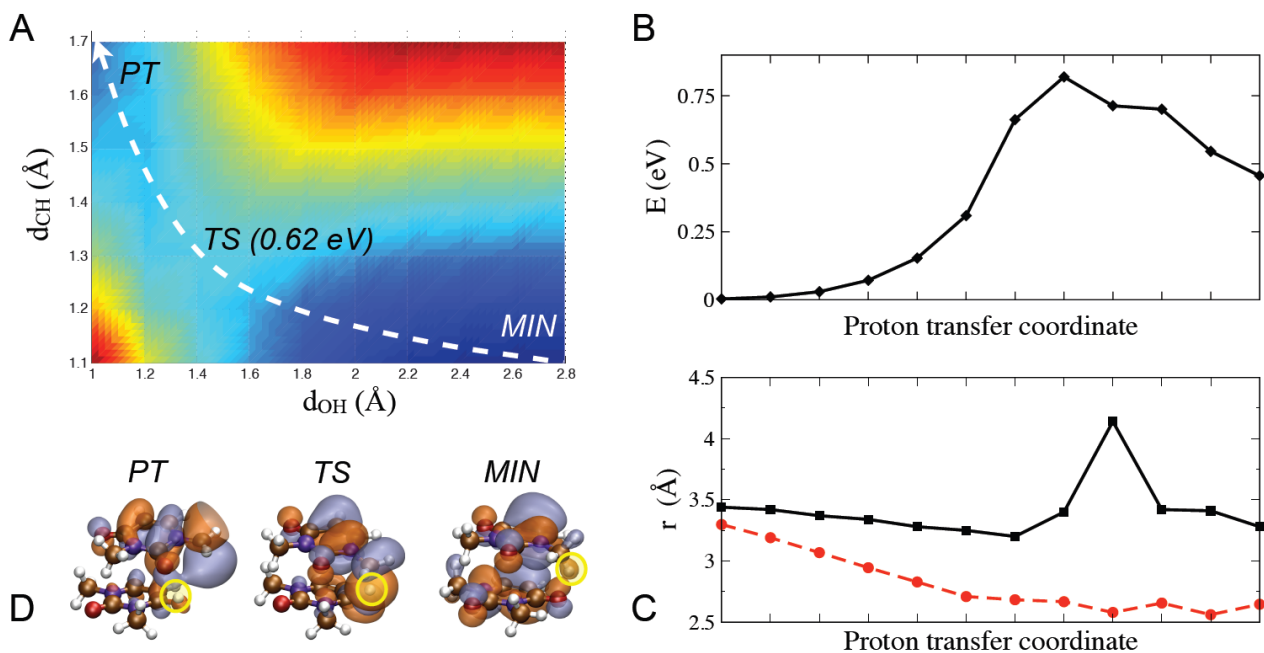 A
1.7
1.6
1.5
1.4
1.3
1.2
1.1
dCH (Å)
PT
TS (0.62 eV)
MIN
1
1.2
1.4
1.6
1.8
2
2.2
2.4
2.6
2.8
dOH (Å)
B
0.75
0.5
0.25
0
E (eV)
Proton transfer coordinate
4.5
4
3.5
3
2.5
r (Å)
Proton transfer coordinate
C
PT
TS
MIN
D